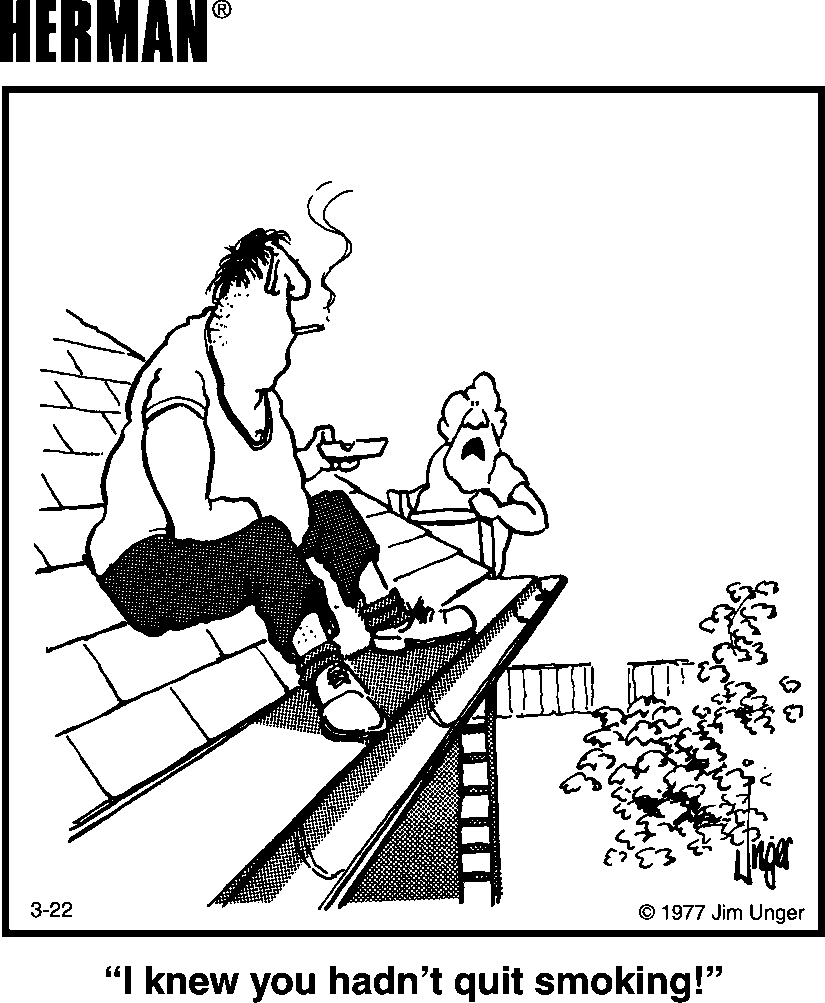 HERMAN®
Unger
3-22
© 1977 Jim Unger
“I knew you hadn’t quit smoking!”